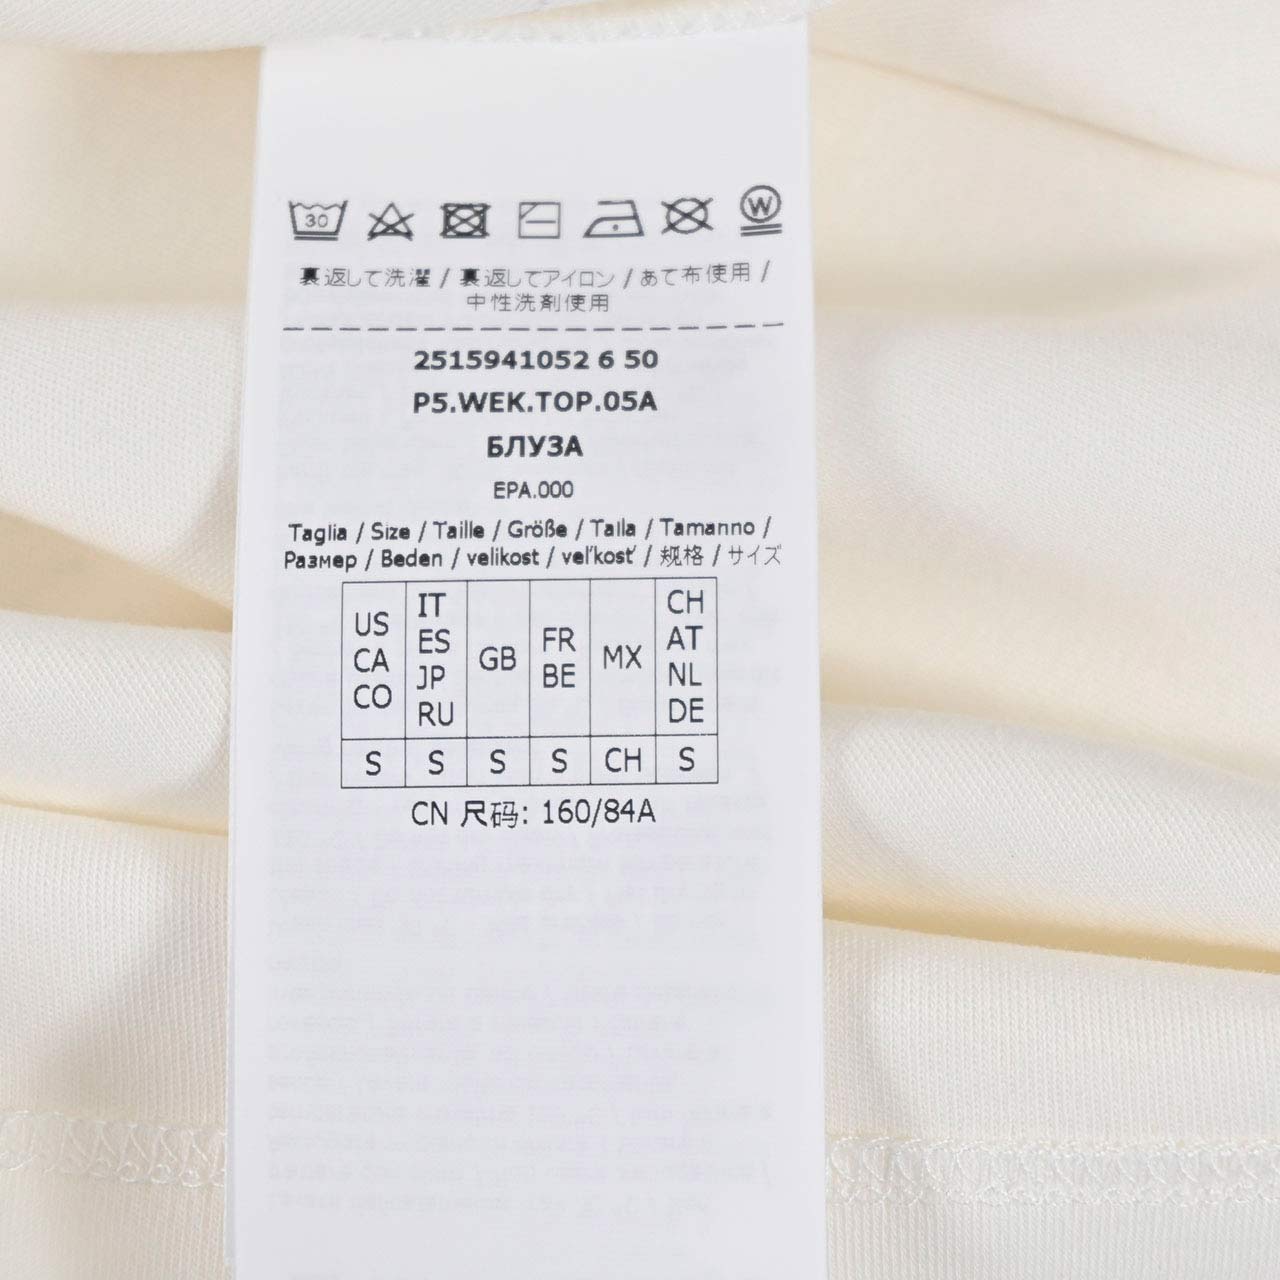 30
W
裏返して洗濯 / 裏返してアイロン / あて布使用 /
中性洗剤使用
2515941052 6 50
P5.WEK.TOP.05A
БЛУЗА
EPA.000
Taglia / Size / Taille / Größe / Talla / Tamanno /
Размер / Beden / velikost / veľkosť / 规格 / サイズ
US CA CO
IT ES JP RU
GB
FR BE
MX
CH AT NL DE
S S S S CH S
CN 尺码: 160/84A